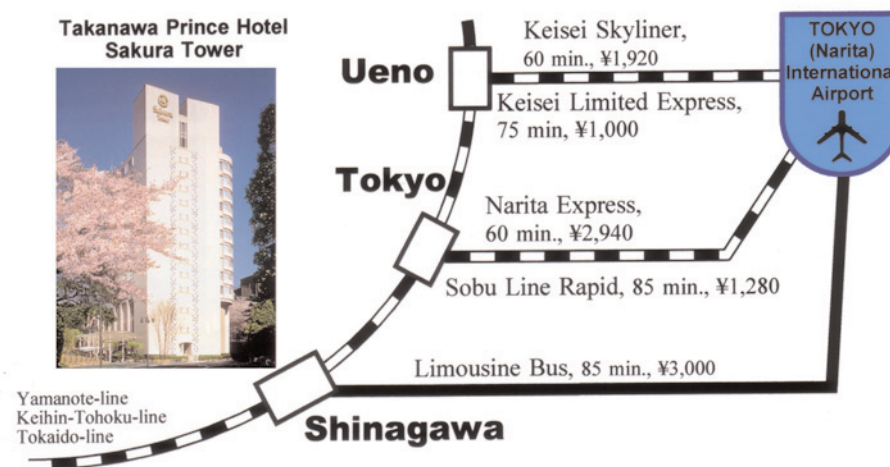 Takanawa Prince Hotel
Sakura Tower
Ueno
Keisei Skyliner,
60 min., ¥1,920
Keisei Limited Express,
75 min, ¥1,000
TOKYO
(Narita)
International
Airport
Tokyo
Narita Express,
60 min., ¥2,940
Sobu Line Rapid, 85 min., ¥1,280
Limousine Bus, 85 min., ¥3,000
Yamanote-line
Keihin-Tohoku-line
Tokaido-line
Shinagawa